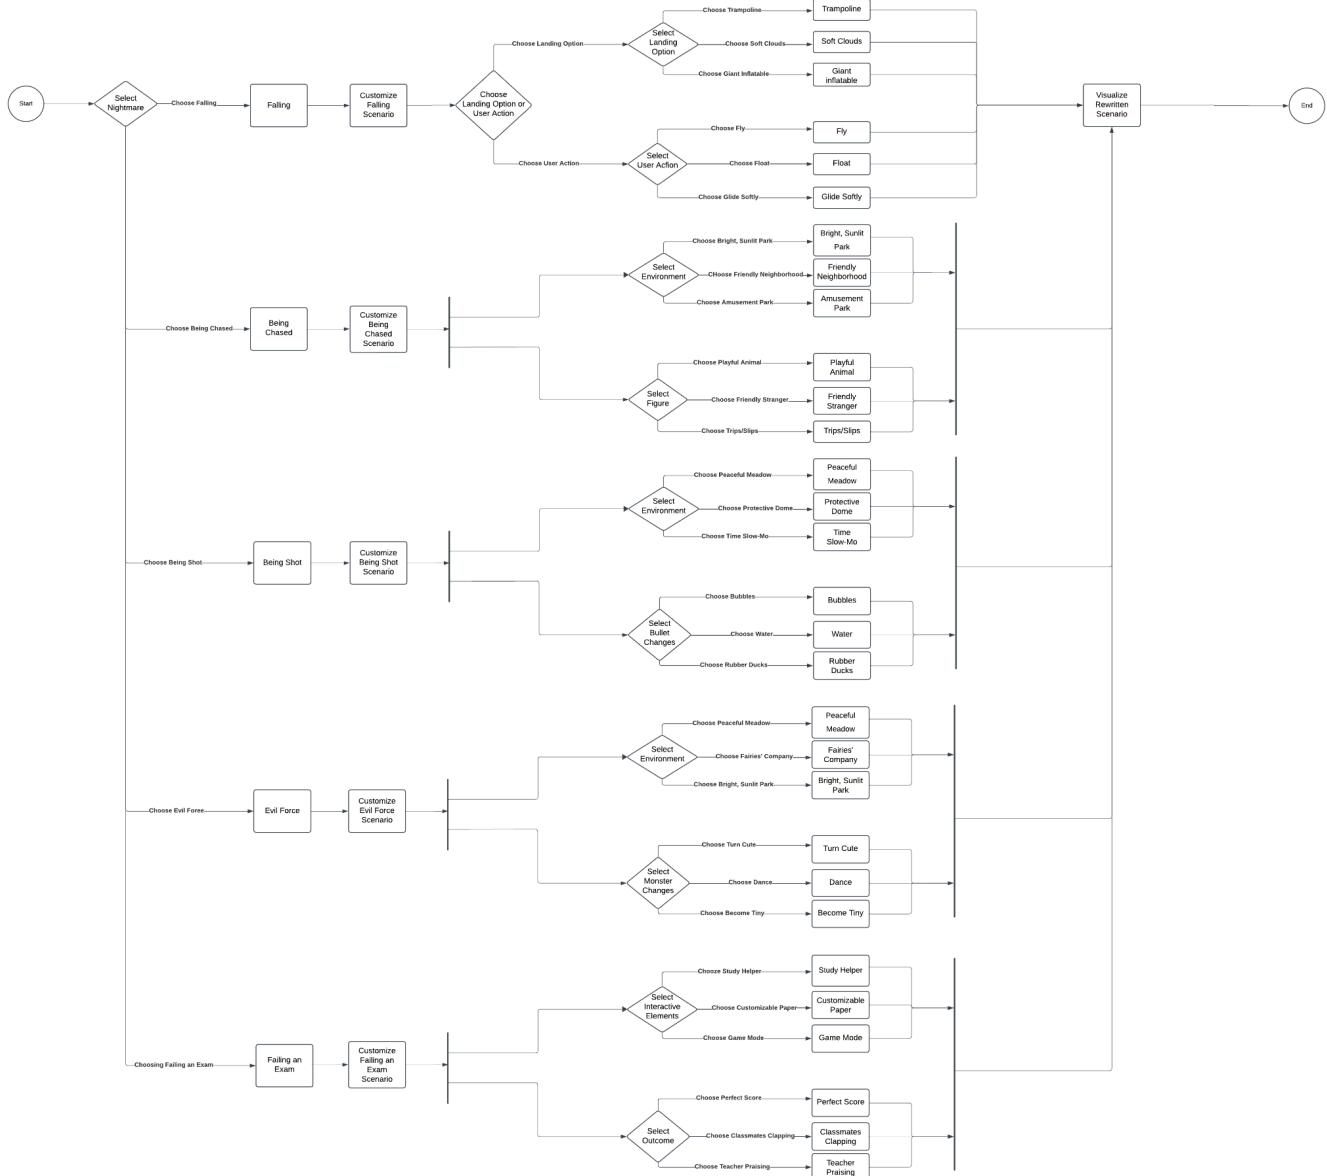 Start
Select
Nightmare
Choose Falling
Falling
Customize
Falling
Scenario
Choose
Landing Option or
User Action
Choose Landing Option
Select
Landing
Option
Choose Trampoline
Trampoline
Choose Soft Clouds
Soft Clouds
Choose Giant Inflatable
Giant
inflatable
Choose User Action
Select
User Action
Choose Fly
Fly
Choose Float
Float
Choose Glide Softly
Glide Softly
Visualize
Rewritten
Scenario
End
Choose Being Chased
Being
Chased
Customize
Being
Chased
Scenario
Select
Environment
Choose Bright, Sunlit Park
Bright, Sunlit
Park
CHoose Friendly Neighborhood
Friendly
Neighborhood
Choose Amusement Park
Amusement
Park
Select
Figure
Choose Playful Animal
Playful
Animal
Choose Friendly Stranger
Friendly
Stranger
Choose Trips/Slips
Trips/Slips
Choose Being Shot
Being Shot
Customize
Being Shot
Scenario
Select
Environment
Choose Peaceful Meadow
Peaceful
Meadow
Choose Protective Dome
Protective
Dome
Choose Time Slow-Mo
Time
Slow-Mo
Select
Bullet
Changes
Choose Bubbles
Bubbles
Choose Water
Water
Choose Rubber Ducks
Rubber
Ducks
Choose Evil Foree
Evil Force
Customize
Evil Force
Scenario
Select
Environment
Choose Peaceful Meadow
Peaceful
Meadow
Choose Fairies' Company
Fairies'
Company
Choose Bright, Sunlit Park
Bright, Sunlit
Park
Select
Monster
Changes
Choose Turn Cute
Turn Cute
Choose Dance
Dance
Choose Become Tiny
Become Tiny
Choosing Failing an Exam
Failing an
Exam
Customize
Failing an
Exam
Scenario
Select
Interactive
Elements
Chooze Study Helper
Study Helper
Choose Customizable Paper
Customizable
Paper
Choose Game Mode
Game Mode
Select
Outcome
Choose Perfect Score
Perfect Score
Choose Classmates Clapping
Classmates
Clapping
Choose Teacher Praising
Teacher
Praising